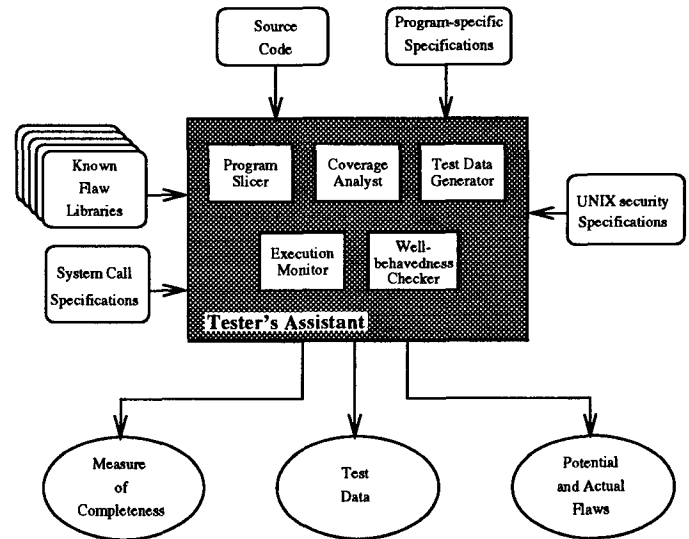 Source
Code
Program-specific
Specifications
Known
Flaw
Libraries
Program
Slicer
Coverage
Analyst
Test Data
Generator
UNIX security
Specifications
System Call
Specifications
Execution
Monitor
Well-
behavedness
Checker
Tester's Assistant
Measure
of
Completeness
Test
Data
Potential
and Actual
Flaws